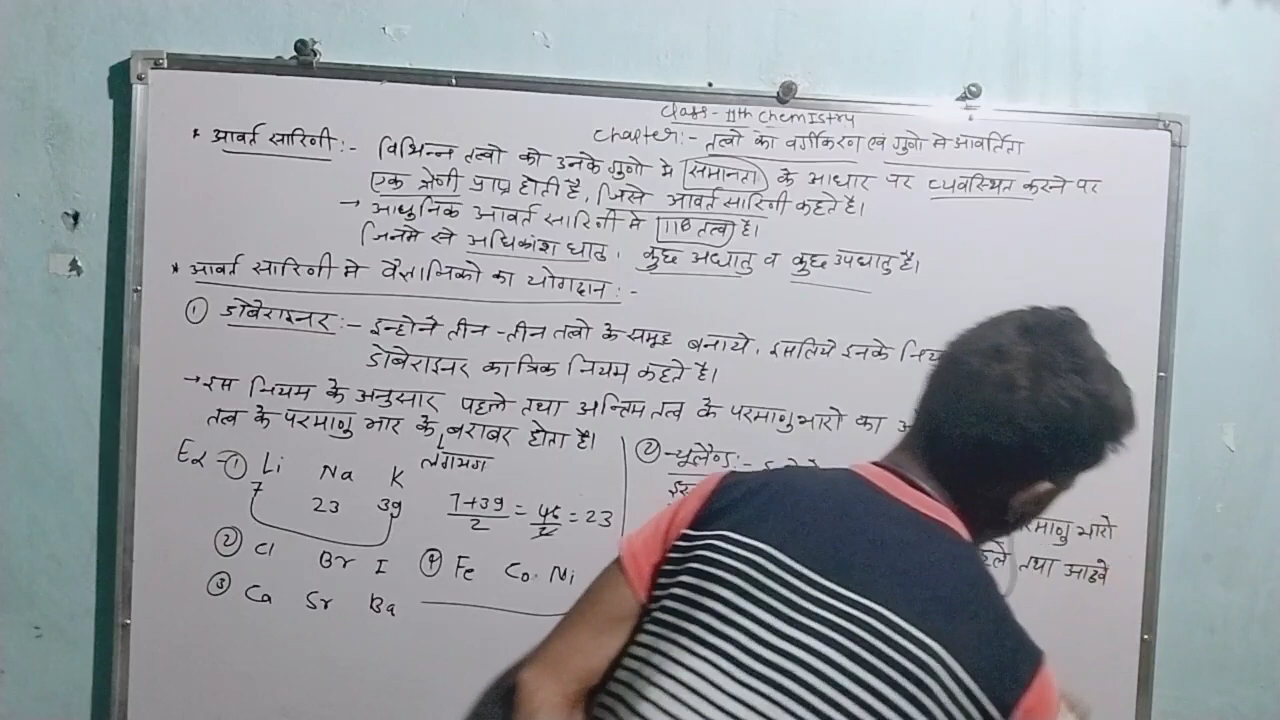 Class - 11th Chemistry
Chapter:- तत्वो का वर्गीकरण एवं गुणो मे आवर्तिता
* आवर्त सारिणी :- विभिन्न तत्वो को उनके गुणो मे समानता के आधार पर व्यवस्थित करने पर
एक श्रेणी प्राप्त होती है, जिसे आवर्त सारिणी कहते है।
→ आधुनिक आवर्त सारिणी मे 118 तत्व है।
जिनमे से अधिकांश धातु, कुछ अधातु व कुछ उपधातु है।
* आवर्त सारिणी मे वैज्ञानिको का योगदान :-
① डोबेराइनर :- इन्होने तीन - तीन तत्वो के समूह बनाये, इसलिये इनके
डोबेराइनर का त्रिक नियम कहते है।
→ इस नियम के अनुसार पहले तथा अन्तिम तत्व के परमाणु भारो का
तत्व के परमाणु भार के बराबर होता है।
लगभग
Ex - ① Li Na K
7 23 39 7+39/2 = 46/2 = 23
② Cl Br I ④ Fe Co Ni
③ Ca Sr Ba
② न्यूलैण्ड :-
परमाणु भारो
तथा आठवे